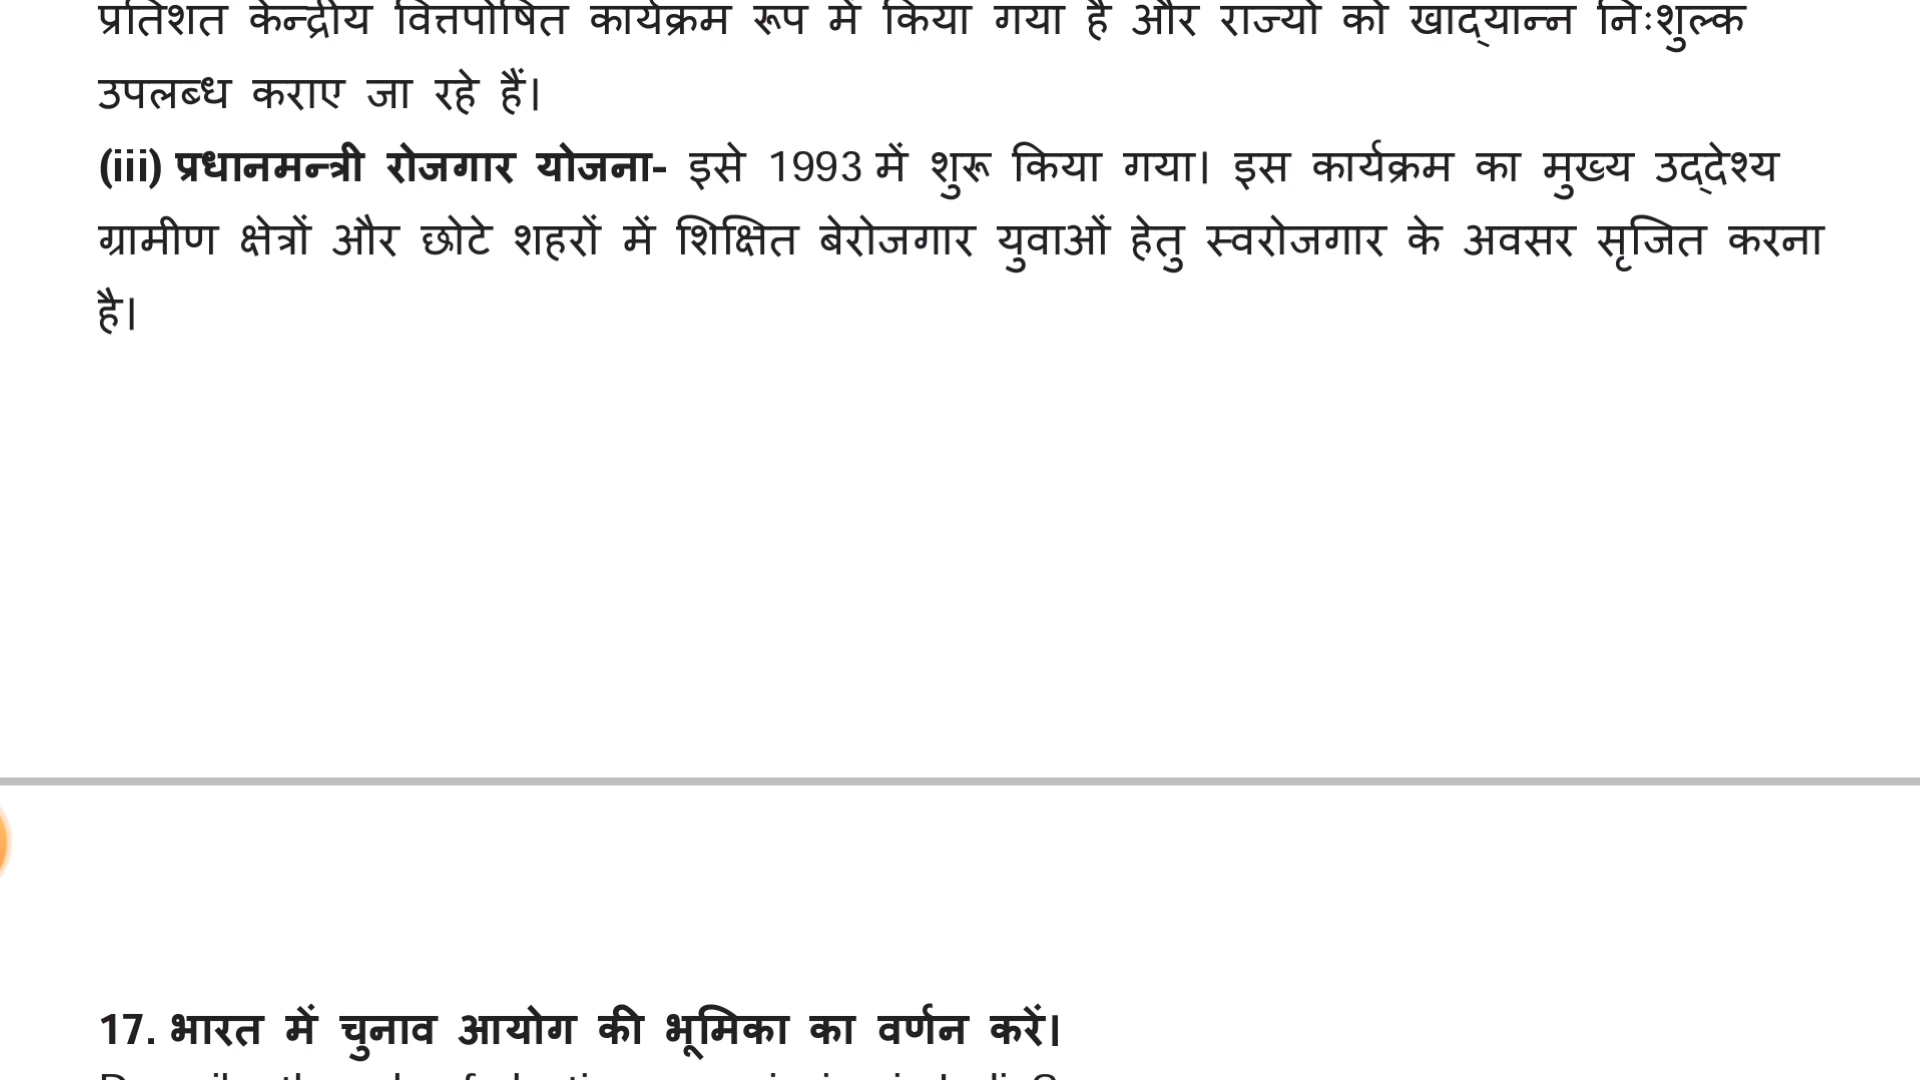 प्रतिशत केन्द्रीय वित्तपोषित कार्यक्रम रूप में किया गया है और राज्यों को खाद्यान्न निःशुल्क
उपलब्ध कराए जा रहे हैं।
(iii) प्रधानमन्त्री रोजगार योजना- इसे 1993 में शुरू किया गया। इस कार्यक्रम का मुख्य उद्देश्य
ग्रामीण क्षेत्रों और छोटे शहरों में शिक्षित बेरोजगार युवाओं हेतु स्वरोजगार के अवसर सृजित करना
है।
17. भारत में चुनाव आयोग की भूमिका का वर्णन करें।